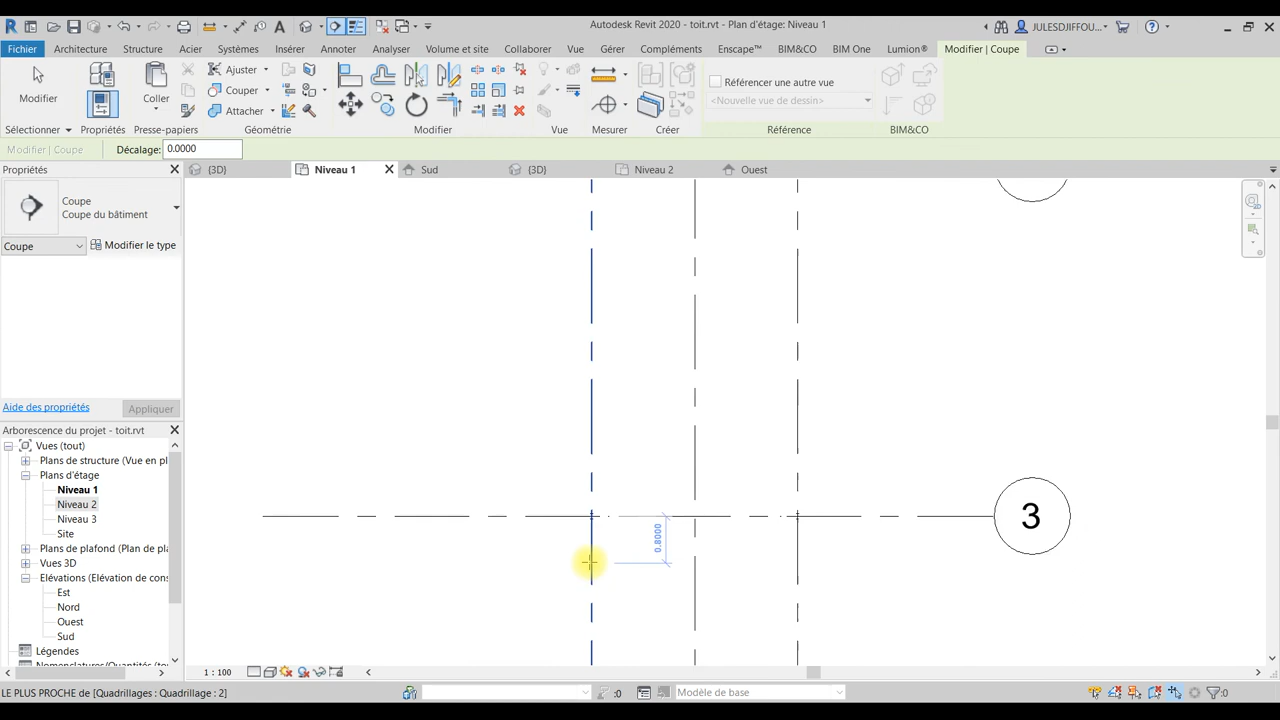 Autodesk Revit 2020 - toit.rvt - Plan d'étage: Niveau 1
JULESDJIFFOU...
Fichier Architecture Structure Acier Systèmes Insérer Annoter Analyser Volume et site Collaborer Vue Gérer Compléments Enscape™ BIM&CO BIM One Lumion® Modifier | Coupe
Modifier Coller Ajuster Couper Attacher
Référencer une autre vue
<Nouvelle vue de dessin>
Sélectionner Propriétés Presse-papiers Géométrie Modifier Vue Mesurer Créer Référence BIM&CO
Modifier | Coupe Décalage: 0.0000
Propriétés
{3D} Niveau 1 Sud {3D} Niveau 2 Ouest
Coupe
Coupe du bâtiment
Coupe Modifier le type
Aide des propriétés Appliquer
Arborescence du projet - toit.rvt
Vues (tout)
Plans de structure (Vue en pl
Plans d'étage
Niveau 1
Niveau 2
Niveau 3
Site
Plans de plafond (Plan de pla
Vues 3D
Elévations (Elévation de cons
Est
Nord
Ouest
Sud
Légendes
Nomenclatures/Quantités (to
0.8000
3
1 : 100
LE PLUS PROCHE de [Quadrillages : Quadrillage : 2]
:0
Modèle de base
:0